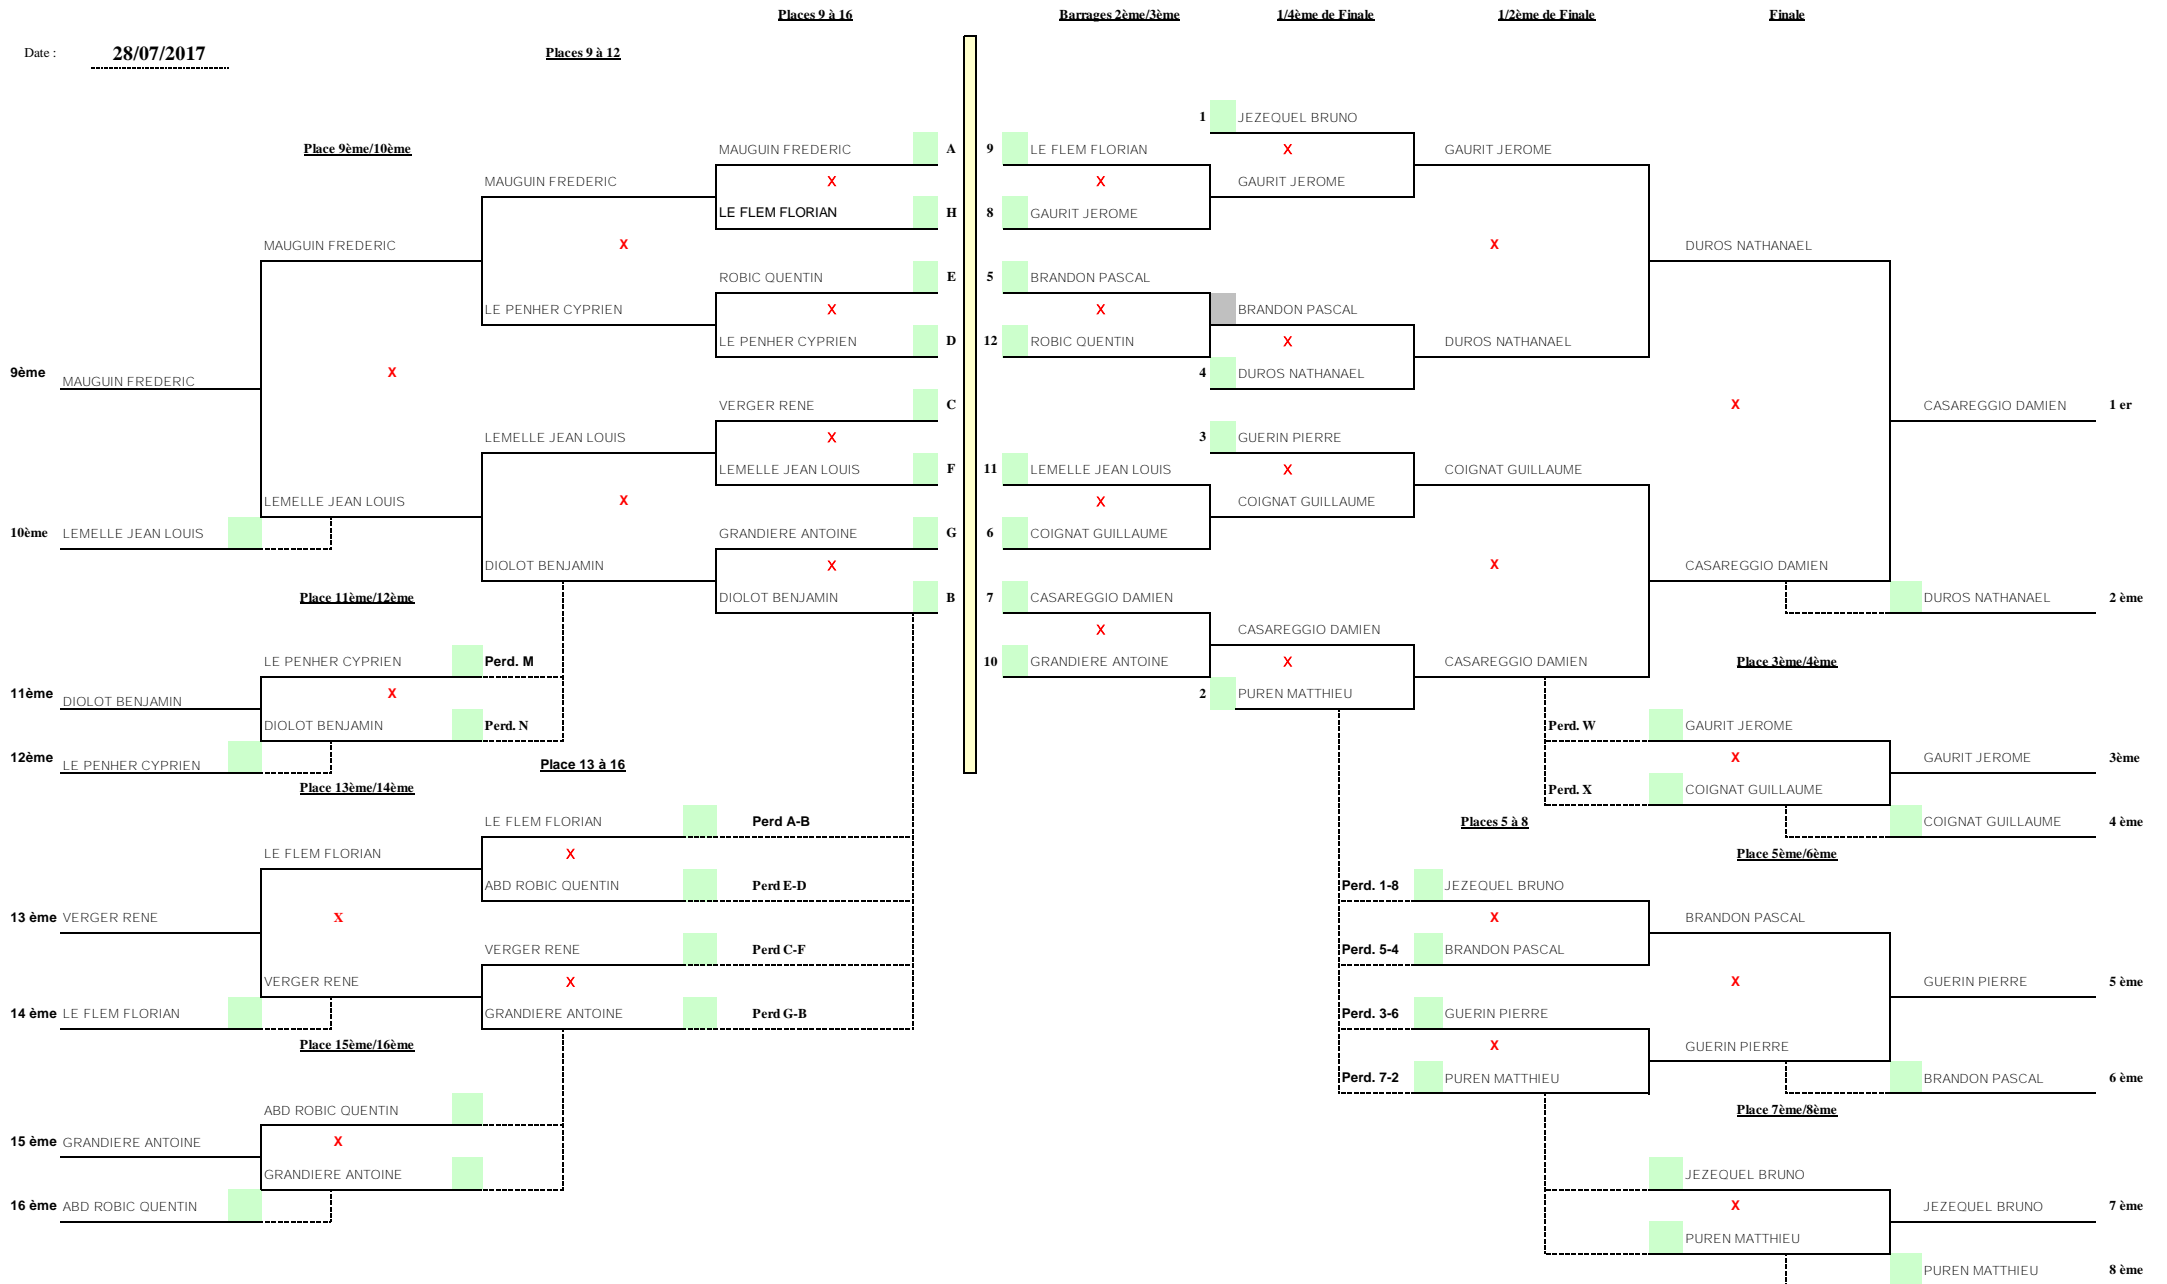 Places 9 à 16
Barrages 2ème/3ème
1/4ème de Finale
1/2ème de Finale
Finale
Date :
28/07/2017
Places 9 à 12
Place 9ème/10ème
MAUGUIN FREDERIC
A
X
LE FLEM FLORIAN
H
MAUGUIN FREDERIC
X
ROBIC QUENTIN
E
X
LE PENHER CYPRIEN
D
LE PENHER CYPRIEN
MAUGUIN FREDERIC
9ème
MAUGUIN FREDERIC
X
VERGER RENE
C
X
LEMELLE JEAN LOUIS
F
LEMELLE JEAN LOUIS
X
LEMELLE JEAN LOUIS
10ème
LEMELLE JEAN LOUIS
GRANDIERE ANTOINE
G
X
DIOLOT BENJAMIN
B
DIOLOT BENJAMIN
Place 11ème/12ème
LE PENHER CYPRIEN
Perd. M
11ème
DIOLOT BENJAMIN
X
DIOLOT BENJAMIN
Perd. N
12ème
LE PENHER CYPRIEN
Place 13 à 16
Place 13ème/14ème
LE FLEM FLORIAN
Perd A-B
X
LE FLEM FLORIAN
ABD ROBIC QUENTIN
Perd E-D
13 ème
VERGER RENE
X
VERGER RENE
Perd C-F
X
VERGER RENE
GRANDIERE ANTOINE
Perd G-B
14 ème
LE FLEM FLORIAN
Place 15ème/16ème
ABD ROBIC QUENTIN
15 ème
GRANDIERE ANTOINE
X
GRANDIERE ANTOINE
16 ème
ABD ROBIC QUENTIN
1
JEZEQUEL BRUNO
9
LE FLEM FLORIAN
X
GAURIT JEROME
X
GAURIT JEROME
8
GAURIT JEROME
X
DUROS NATHANAEL
5
BRANDON PASCAL
X
BRANDON PASCAL
12
ROBIC QUENTIN
X
DUROS NATHANAEL
4
DUROS NATHANAEL
X
CASAREGGIO DAMIEN
1 er
3
GUERIN PIERRE
11
LEMELLE JEAN LOUIS
X
COIGNAT GUILLAUME
X
COIGNAT GUILLAUME
6
COIGNAT GUILLAUME
X
CASAREGGIO DAMIEN
7
CASAREGGIO DAMIEN
DUROS NATHANAEL
2 ème
X
CASAREGGIO DAMIEN
10
GRANDIERE ANTOINE
X
CASAREGGIO DAMIEN
Place 3ème/4ème
2
PUREN MATTHIEU
Perd. W
GAURIT JEROME
X
GAURIT JEROME
3ème
Perd. X
COIGNAT GUILLAUME
Places 5 à 8
COIGNAT GUILLAUME
4 ème
Place 5ème/6ème
Perd. 1-8
JEZEQUEL BRUNO
X
BRANDON PASCAL
Perd. 5-4
BRANDON PASCAL
X
GUERIN PIERRE
5 ème
Perd. 3-6
GUERIN PIERRE
X
GUERIN PIERRE
Perd. 7-2
PUREN MATTHIEU
BRANDON PASCAL
6 ème
Place 7ème/8ème
JEZEQUEL BRUNO
X
JEZEQUEL BRUNO
7 ème
PUREN MATTHIEU
PUREN MATTHIEU
8 ème